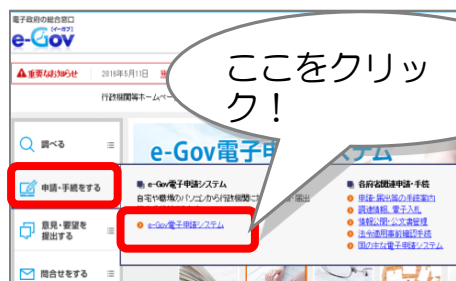 電子政府の総合窓口
e-Gov
(イーガブ)
重要なお知らせ 2016年5月11日
行政機関等ホームペー
ここをクリッ
ク！
調べる
e-Gov電子申 ステム
申請・手続をする
e-Gov電子申請システム
自宅や職場のパソコンから行政機関に 届出
e-Gov電子申請システム
各府省関連申請・手続
申請・届出等の手続案内
調達情報、電子入札
情報公開・公文書管理
法令適用事前確認手続
国の主な電子申請システム
意見・要望を
提出する
問合せをする